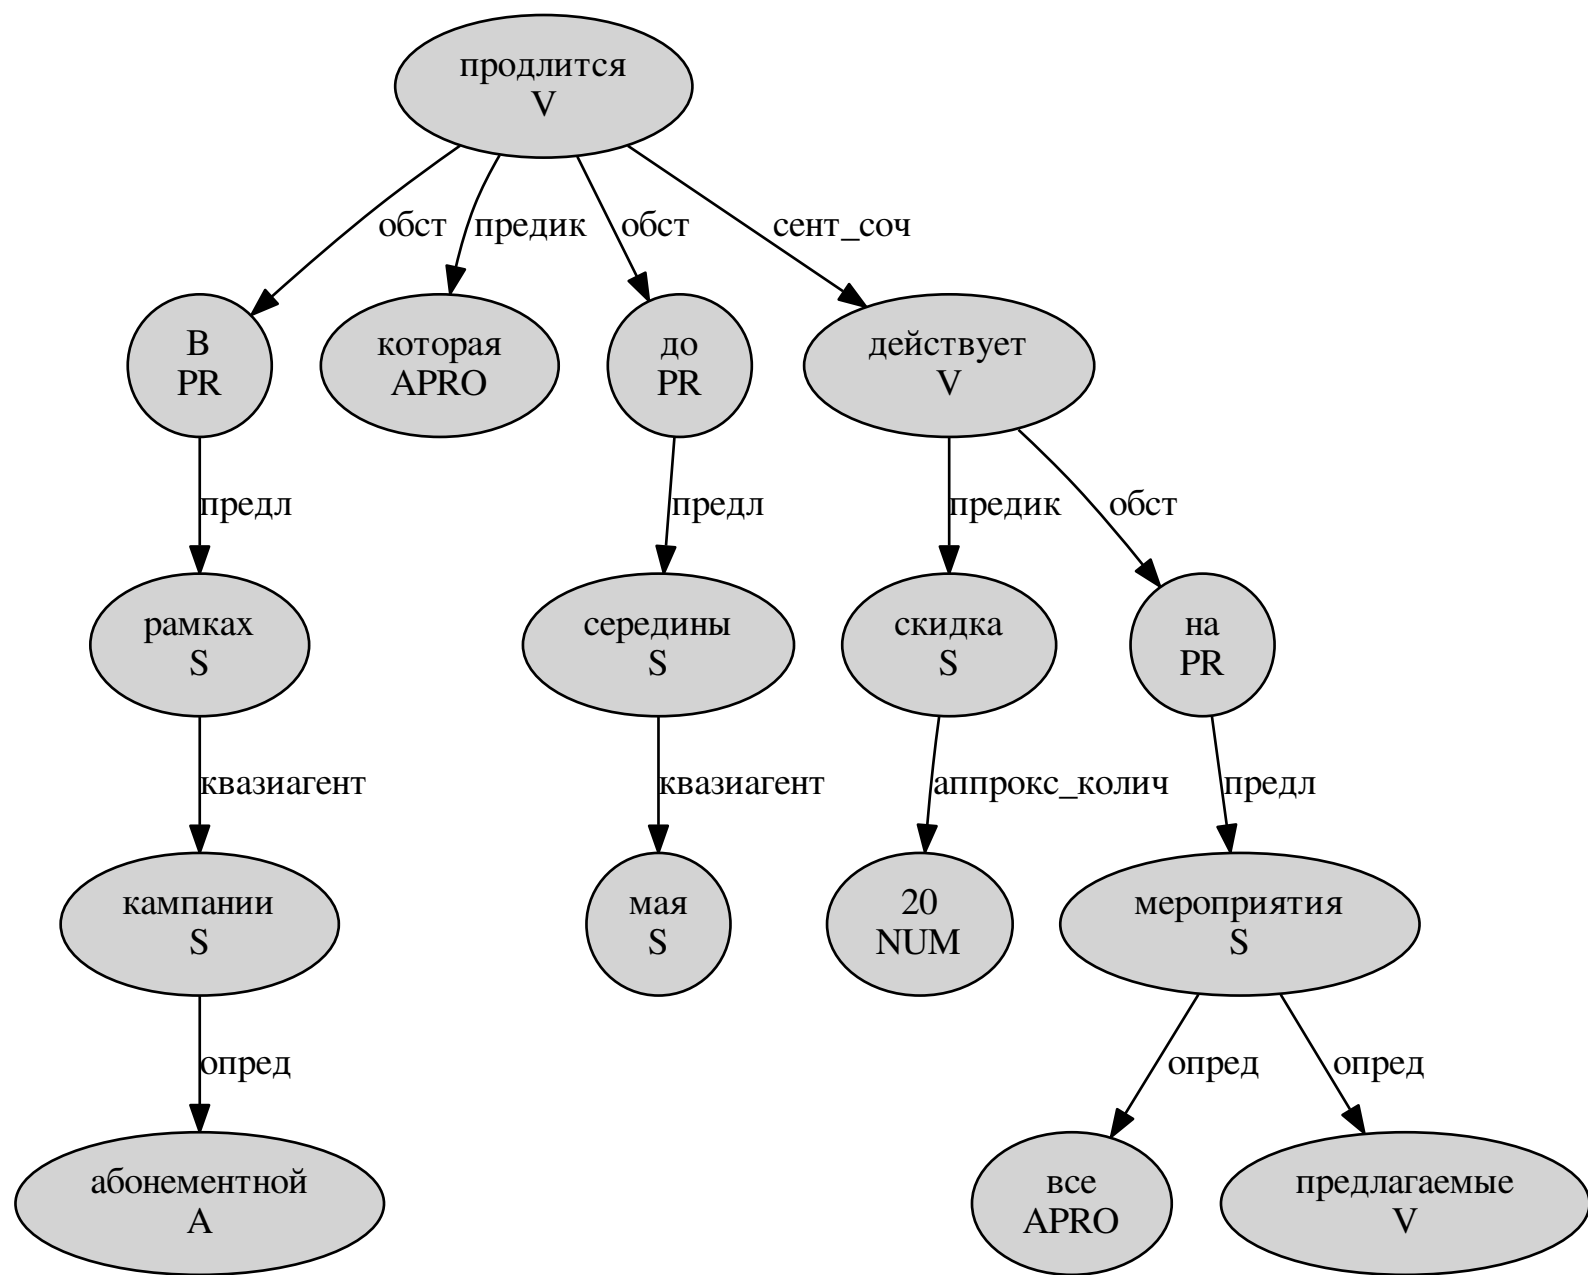 продлится
V
обст
предик
обст
сент_соч
В
PR
которая
APRO
до
PR
действует
V
предл
предл
предик
обст
рамках
S
середины
S
скидка
S
на
PR
квазиагент
квазиагент
аппрокс_колич
предл
кампании
S
мая
S
20
NUM
мероприятия
S
опред
опред
опред
абонементной
A
все
APRO
предлагаемые
V